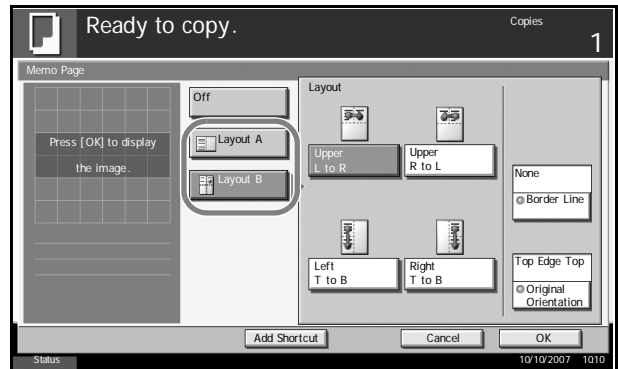 Ready to copy.
Copies
1
Memo Page
Press [OK] to display
the image.
Off
Layout A
Layout B
Layout
Upper
L to R
Upper
R to L
Left
T to B
Right
T to B
None
Border Line
Top Edge Top
Original
Orientation
Add Shortcut
Cancel
OK
Status
10/10/2007 1010